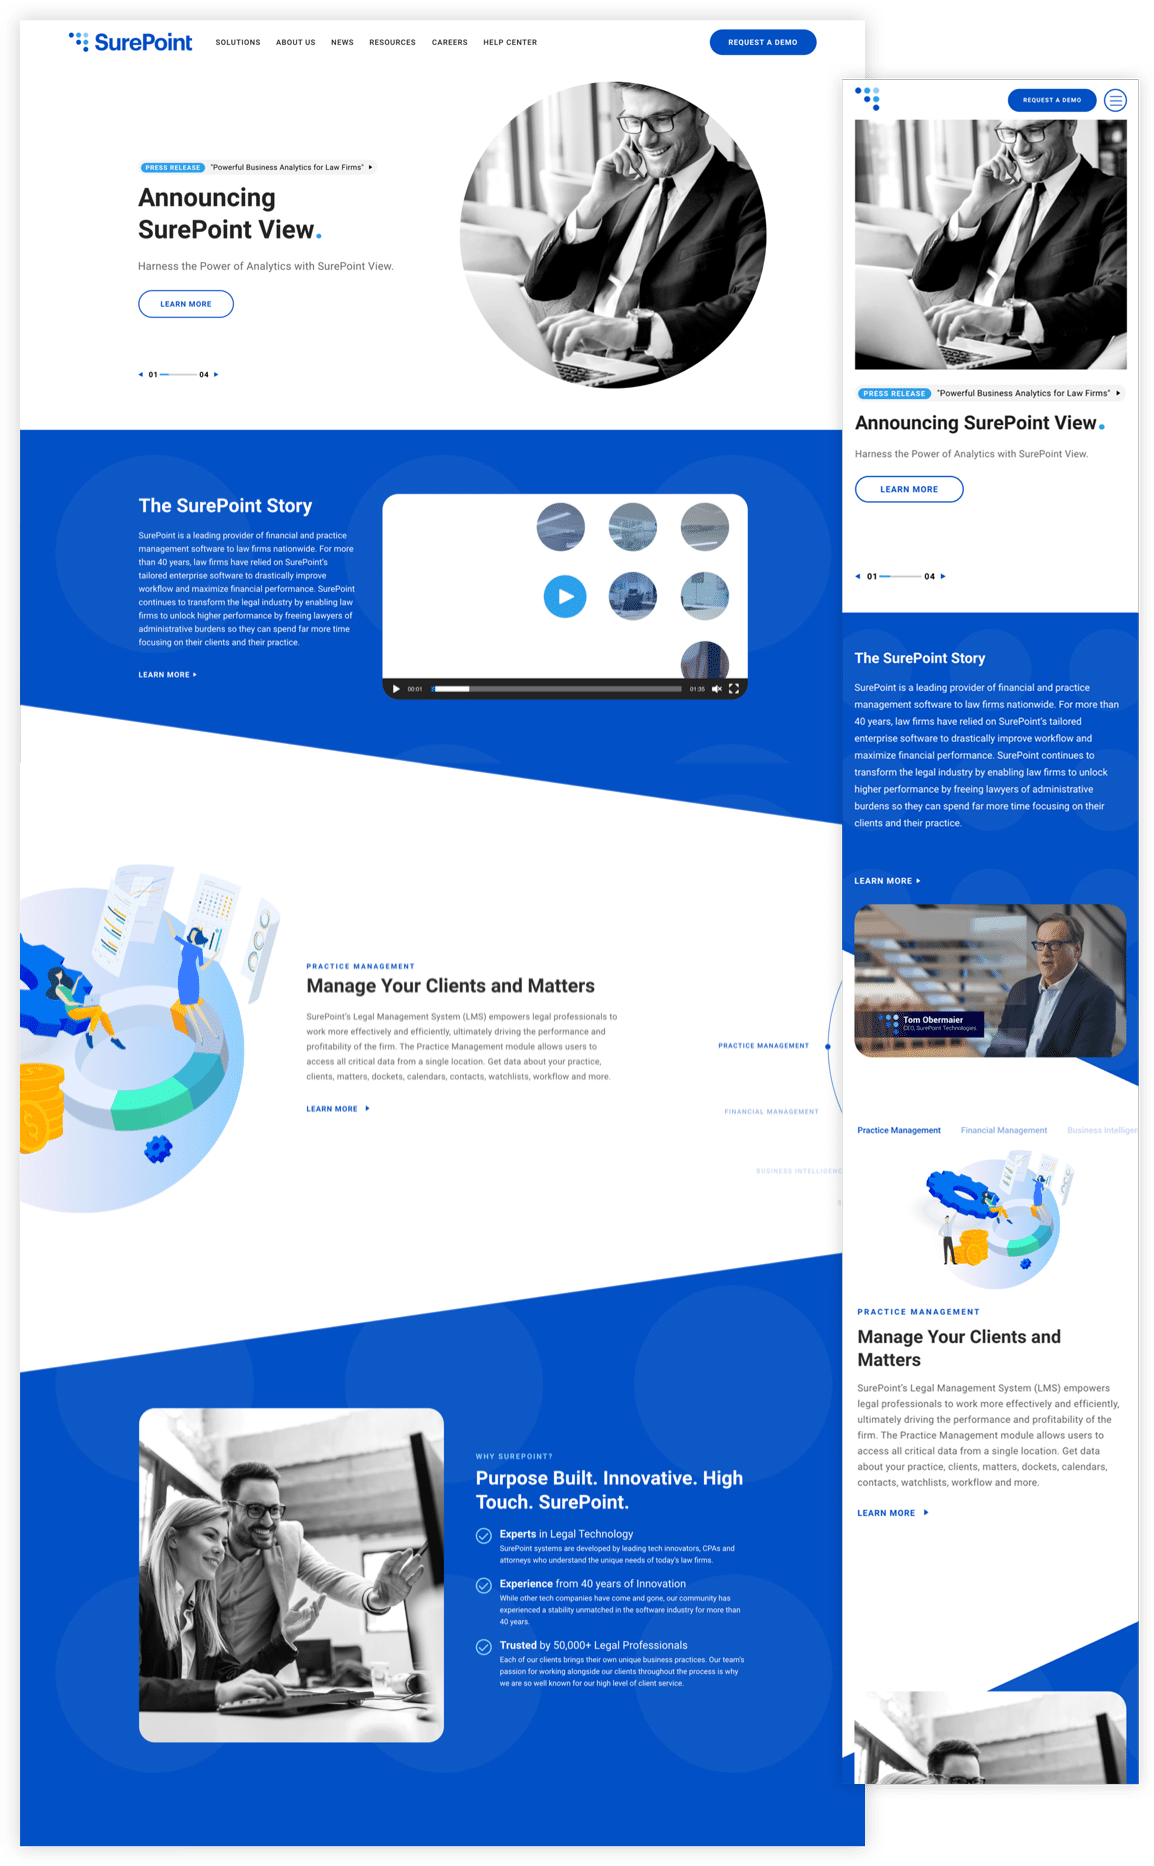 SurePoint
SOLUTIONS
ABOUT US
NEWS
RESOURCES
CAREERS
HELP CENTER
REQUEST A DEMO
PRESS RELEASE "Powerful Business Analytics for Law Firms"
Announcing
SurePoint View.
Harness the Power of Analytics with SurePoint View.
LEARN MORE
01 04
The SurePoint Story
SurePoint is a leading provider of financial and practice
management software to law firms nationwide. For more
than 40 years, law firms have relied on SurePoint's
tailored enterprise software to drastically improve
workflow and maximize financial performance. SurePoint
continues to transform the legal industry by enabling law
firms to unlock higher performance by freeing lawyers of
administrative burdens so they can spend far more time
focusing on their clients and their practice.
LEARN MORE
00:01 01:35
PRACTICE MANAGEMENT
Manage Your Clients and Matters
SurePoint's Legal Management System (LMS) empowers legal professionals to
work more effectively and efficiently, ultimately driving the performance and
profitability of the firm. The Practice Management module allows users to
access all critical data from a single location. Get data about your practice,
clients, matters, dockets, calendars, contacts, watchlists, workflow and more.
LEARN MORE
PRACTICE MANAGEMENT
FINANCIAL MANAGEMENT
BUSINESS INTELLIGENC
WHY SUREPOINT?
Purpose Built. Innovative. High
Touch. SurePoint.
Experts in Legal Technology
SurePoint systems are developed by leading tech innovators, CPAs and
attorneys who understand the unique needs of today's law firms.
Experience from 40 years of Innovation
While other tech companies have come and gone, our community has
experienced a stability unmatched in the software industry for more than
40 years.
Trusted by 50,000+ Legal Professionals
Each of our clients brings their own unique business practices. Our team's
passion for working alongside our clients throughout the process is why
we are so well known for our high level of client service.
REQUEST A DEMO
PRESS RELEASE "Powerful Business Analytics for Law Firms"
Announcing SurePoint View.
Harness the Power of Analytics with SurePoint View.
LEARN MORE
01 04
The SurePoint Story
SurePoint is a leading provider of financial and practice
management software to law firms nationwide. For more than
40 years, law firms have relied on SurePoint's tailored
enterprise software to drastically improve workflow and
maximize financial performance. SurePoint continues to
transform the legal industry by enabling law firms to unlock
higher performance by freeing lawyers of administrative
burdens so they can spend far more time focusing on their
clients and their practice.
LEARN MORE
Tom Obermaier
CEO, SurePoint Technologies
Practice Management Financial Management Business Intelligen
PRACTICE MANAGEMENT
Manage Your Clients and
Matters
SurePoint's Legal Management System (LMS) empowers
legal professionals to work more effectively and efficiently,
ultimately driving the performance and profitability of the
firm. The Practice Management module allows users to
access all critical data from a single location. Get data
about your practice, clients, matters, dockets, calendars,
contacts, watchlists, workflow and more.
LEARN MORE